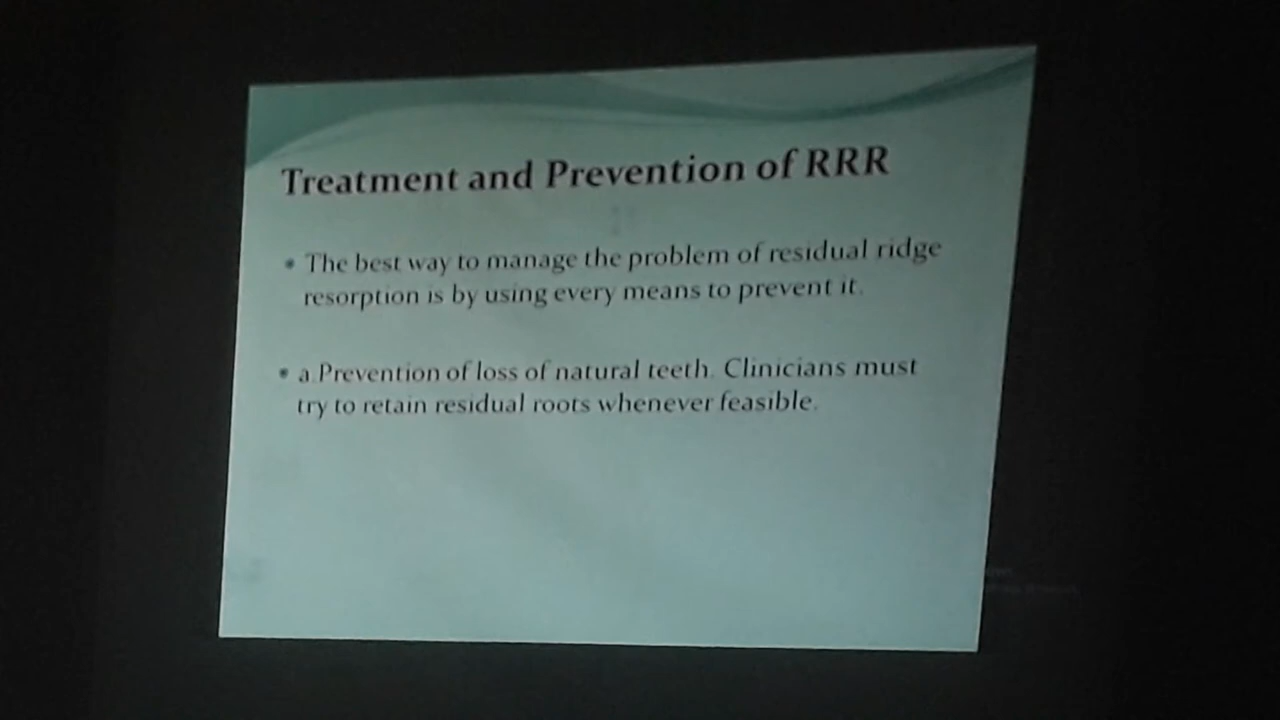 Treatment and Prevention of RRR
• The best way to manage the problem of residual ridge
resorption is by using every means to prevent it.
• a.Prevention of loss of natural teeth. Clinicians must
try to retain residual roots whenever feasible.